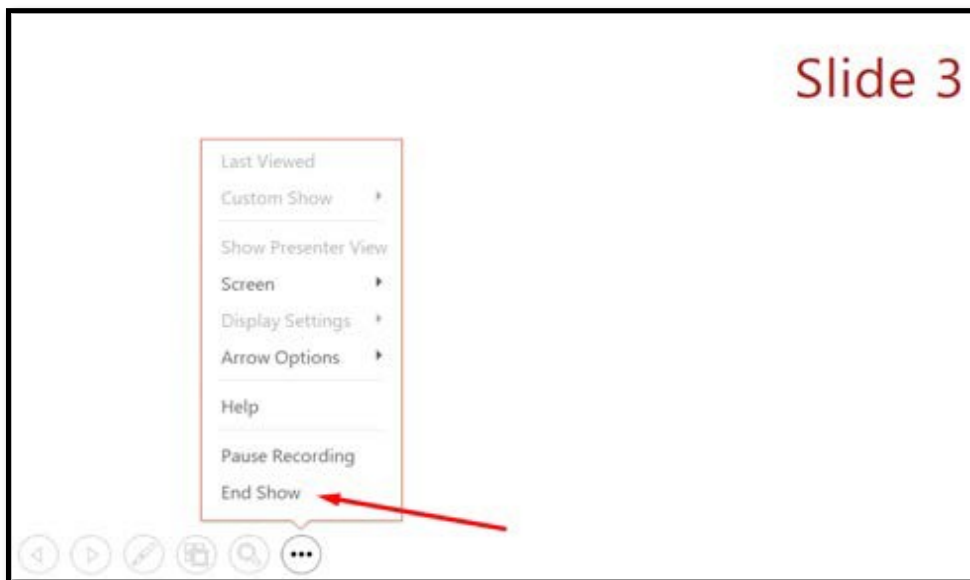 Slide 3
Last Viewed
Custom Show
Show Presenter View
Screen
Display Settings
Arrow Options
Help
Pause Recording
End Show